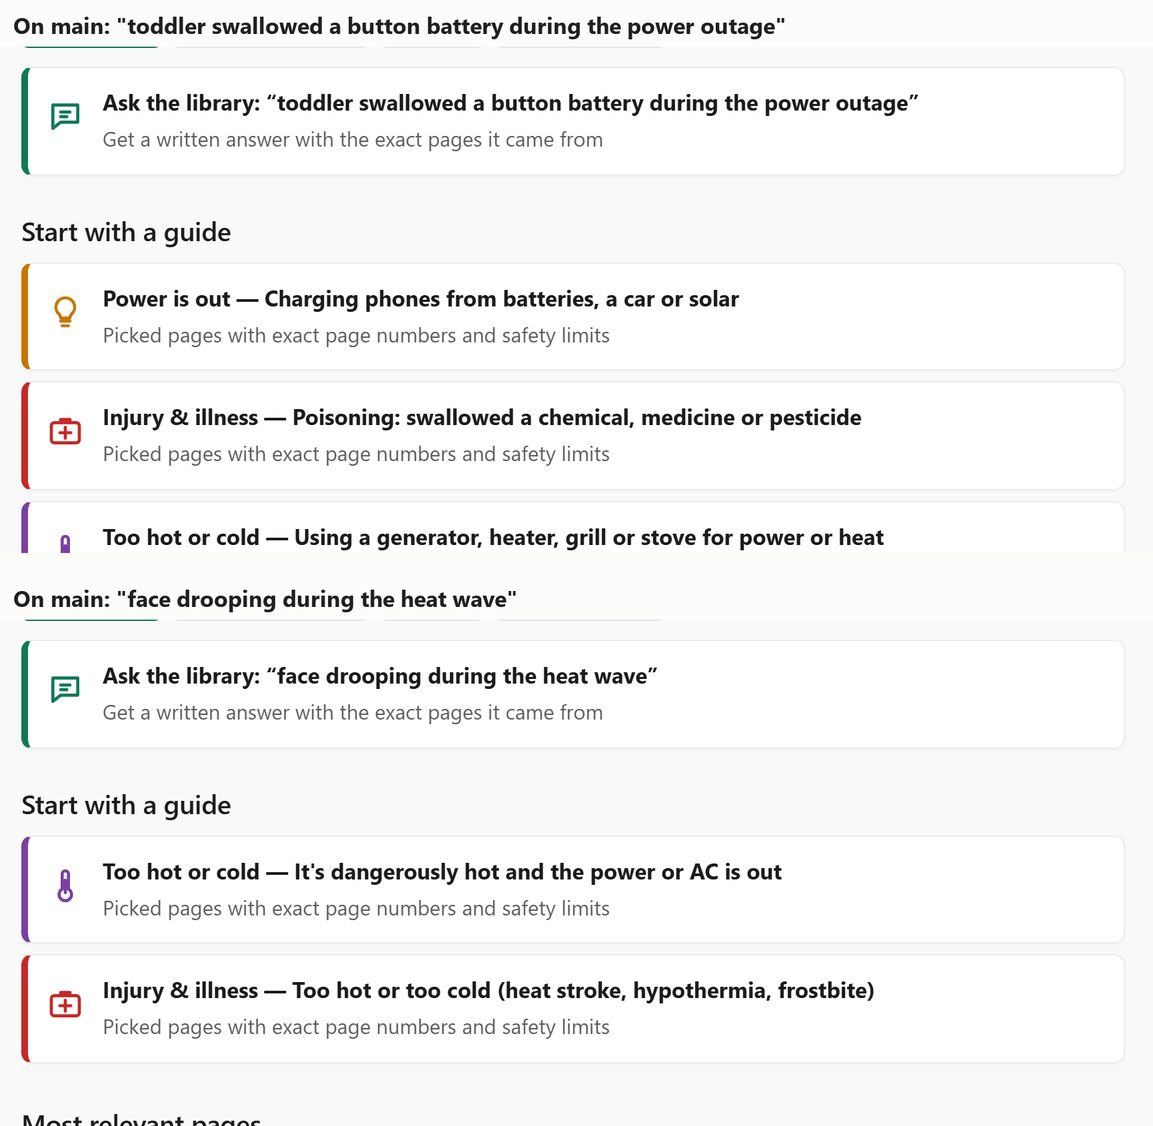 On main: "toddler swallowed a button battery during the power outage"
Ask the library: “toddler swallowed a button battery during the power outage”
Get a written answer with the exact pages it came from
Start with a guide
Power is out — Charging phones from batteries, a car or solar
Picked pages with exact page numbers and safety limits
Injury & illness — Poisoning: swallowed a chemical, medicine or pesticide
Picked pages with exact page numbers and safety limits
Too hot or cold — Using a generator, heater, grill or stove for power or heat
On main: "face drooping during the heat wave"
Ask the library: “face drooping during the heat wave”
Get a written answer with the exact pages it came from
Start with a guide
Too hot or cold — It's dangerously hot and the power or AC is out
Picked pages with exact page numbers and safety limits
Injury & illness — Too hot or too cold (heat stroke, hypothermia, frostbite)
Picked pages with exact page numbers and safety limits
Most relevant pages